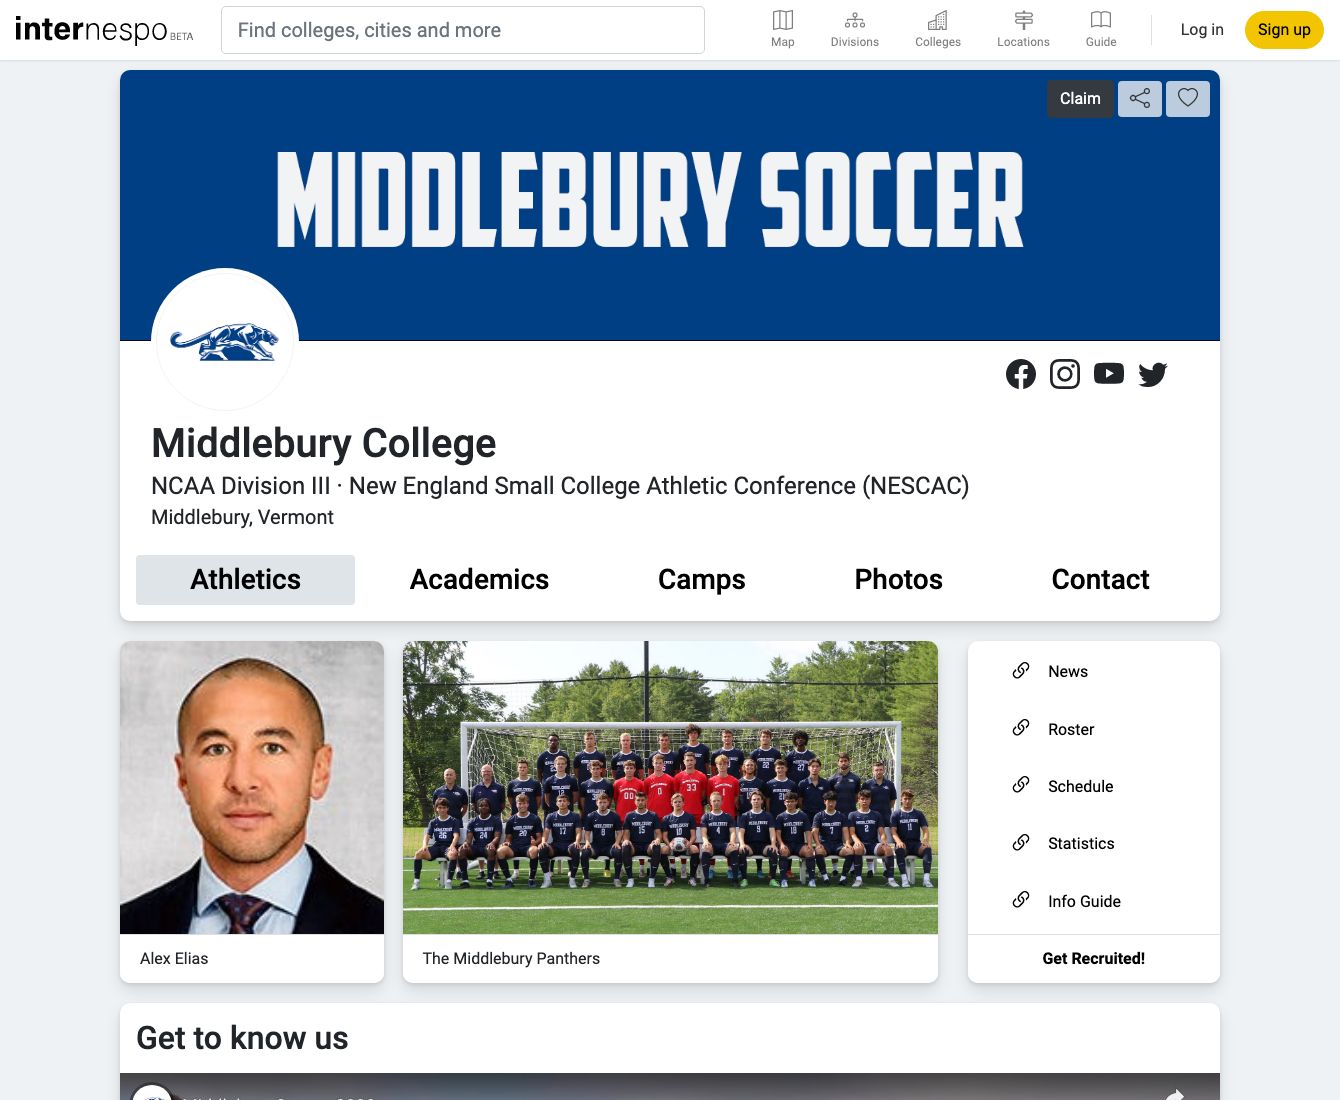 internespo BETA
Find colleges, cities and more
Map
Divisions
Colleges
Locations
Guide
Log in
Sign up
Claim
MIDDLEBURY SOCCER
Middlebury College
NCAA Division III · New England Small College Athletic Conference (NESCAC)
Middlebury, Vermont
Athletics
Academics
Camps
Photos
Contact
Alex Elias
The Middlebury Panthers
News
Roster
Schedule
Statistics
Info Guide
Get Recruited!
Get to know us